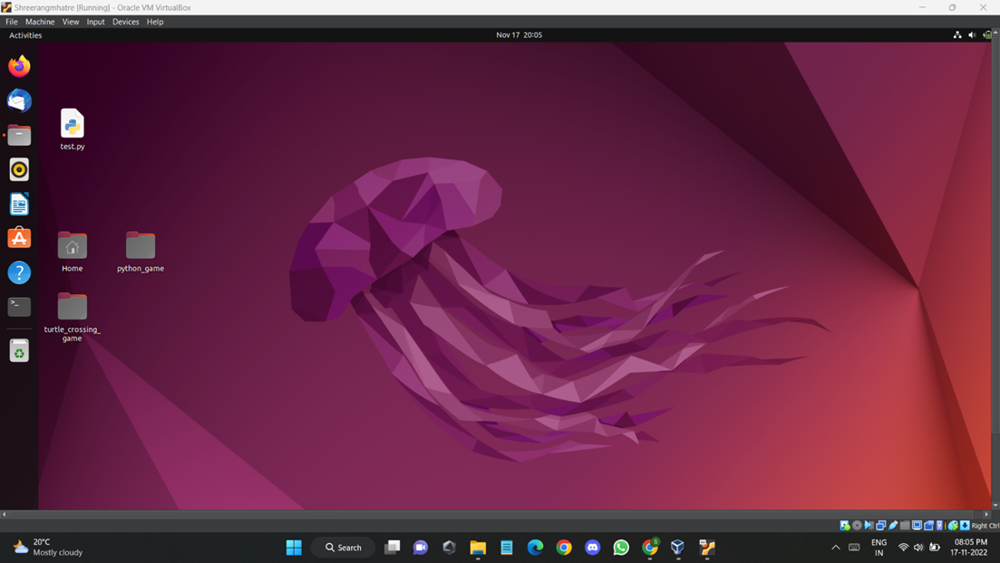 Shreerangmhatre [Running] - Oracle VM VirtualBox
File Machine View Input Devices Help
Activities
Nov 17 20:05
test.py
Home
python_game
turtle_crossing_
game
Right Ctrl
20°C
Mostly cloudy
Search
5
ENG
IN
08:05 PM
17-11-2022